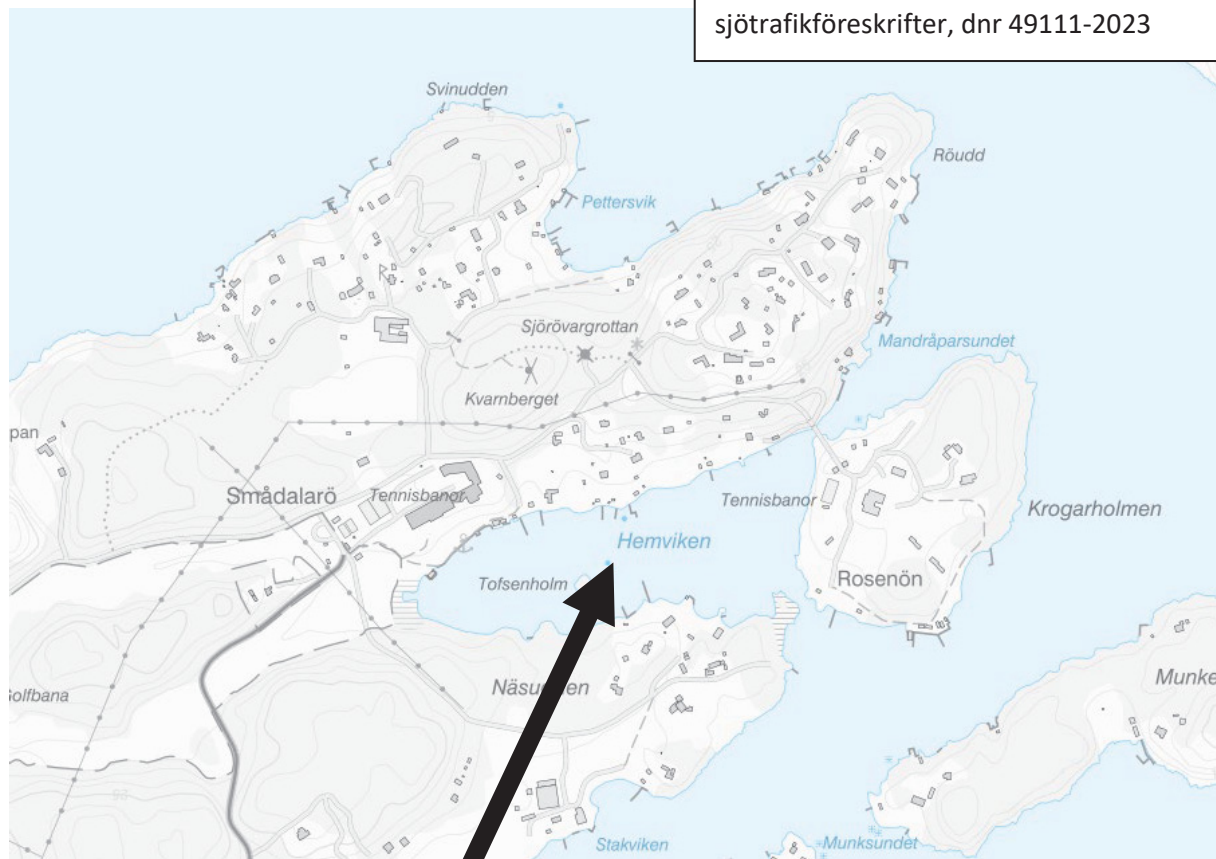 sjötrafikföreskrifter, dnr 49111-2023
Svinudden
Röudd
Pettersvik
Sjörövargrottan
Mandråparsundet
Kvarnberget
pan
Smådalarö
Tennisbanor
Tennisbanor
Krogarholmen
Hemviken
Tofsenholm
Rosenön
Näsudden
Munke
Golfbana
Stakviken
Munksundet